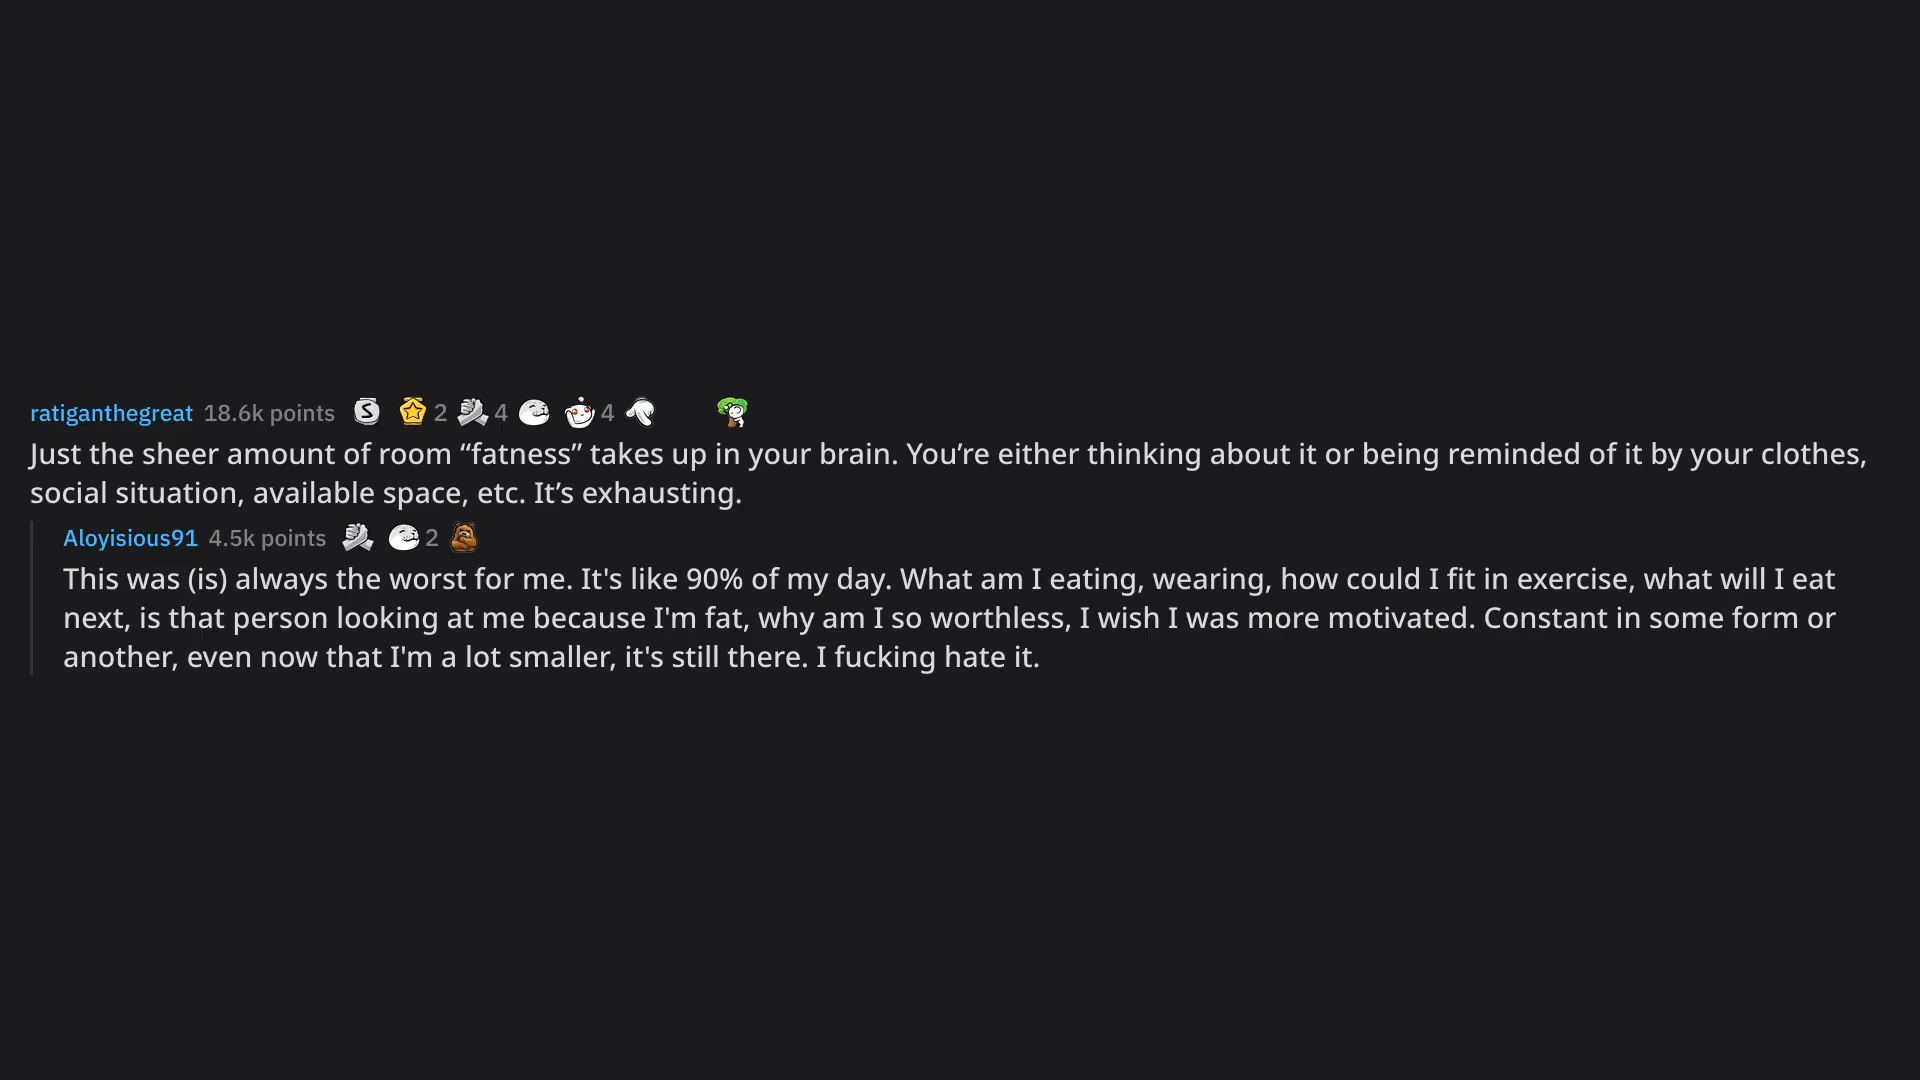 ratiganthegreat 18.6k points 2 4 4
Just the sheer amount of room “fatness” takes up in your brain. You’re either thinking about it or being reminded of it by your clothes,
social situation, available space, etc. It’s exhausting.
Aloyisious91 4.5k points 2
This was (is) always the worst for me. It's like 90% of my day. What am I eating, wearing, how could I fit in exercise, what will I eat
next, is that person looking at me because I'm fat, why am I so worthless, I wish I was more motivated. Constant in some form or
another, even now that I'm a lot smaller, it's still there. I fucking hate it.